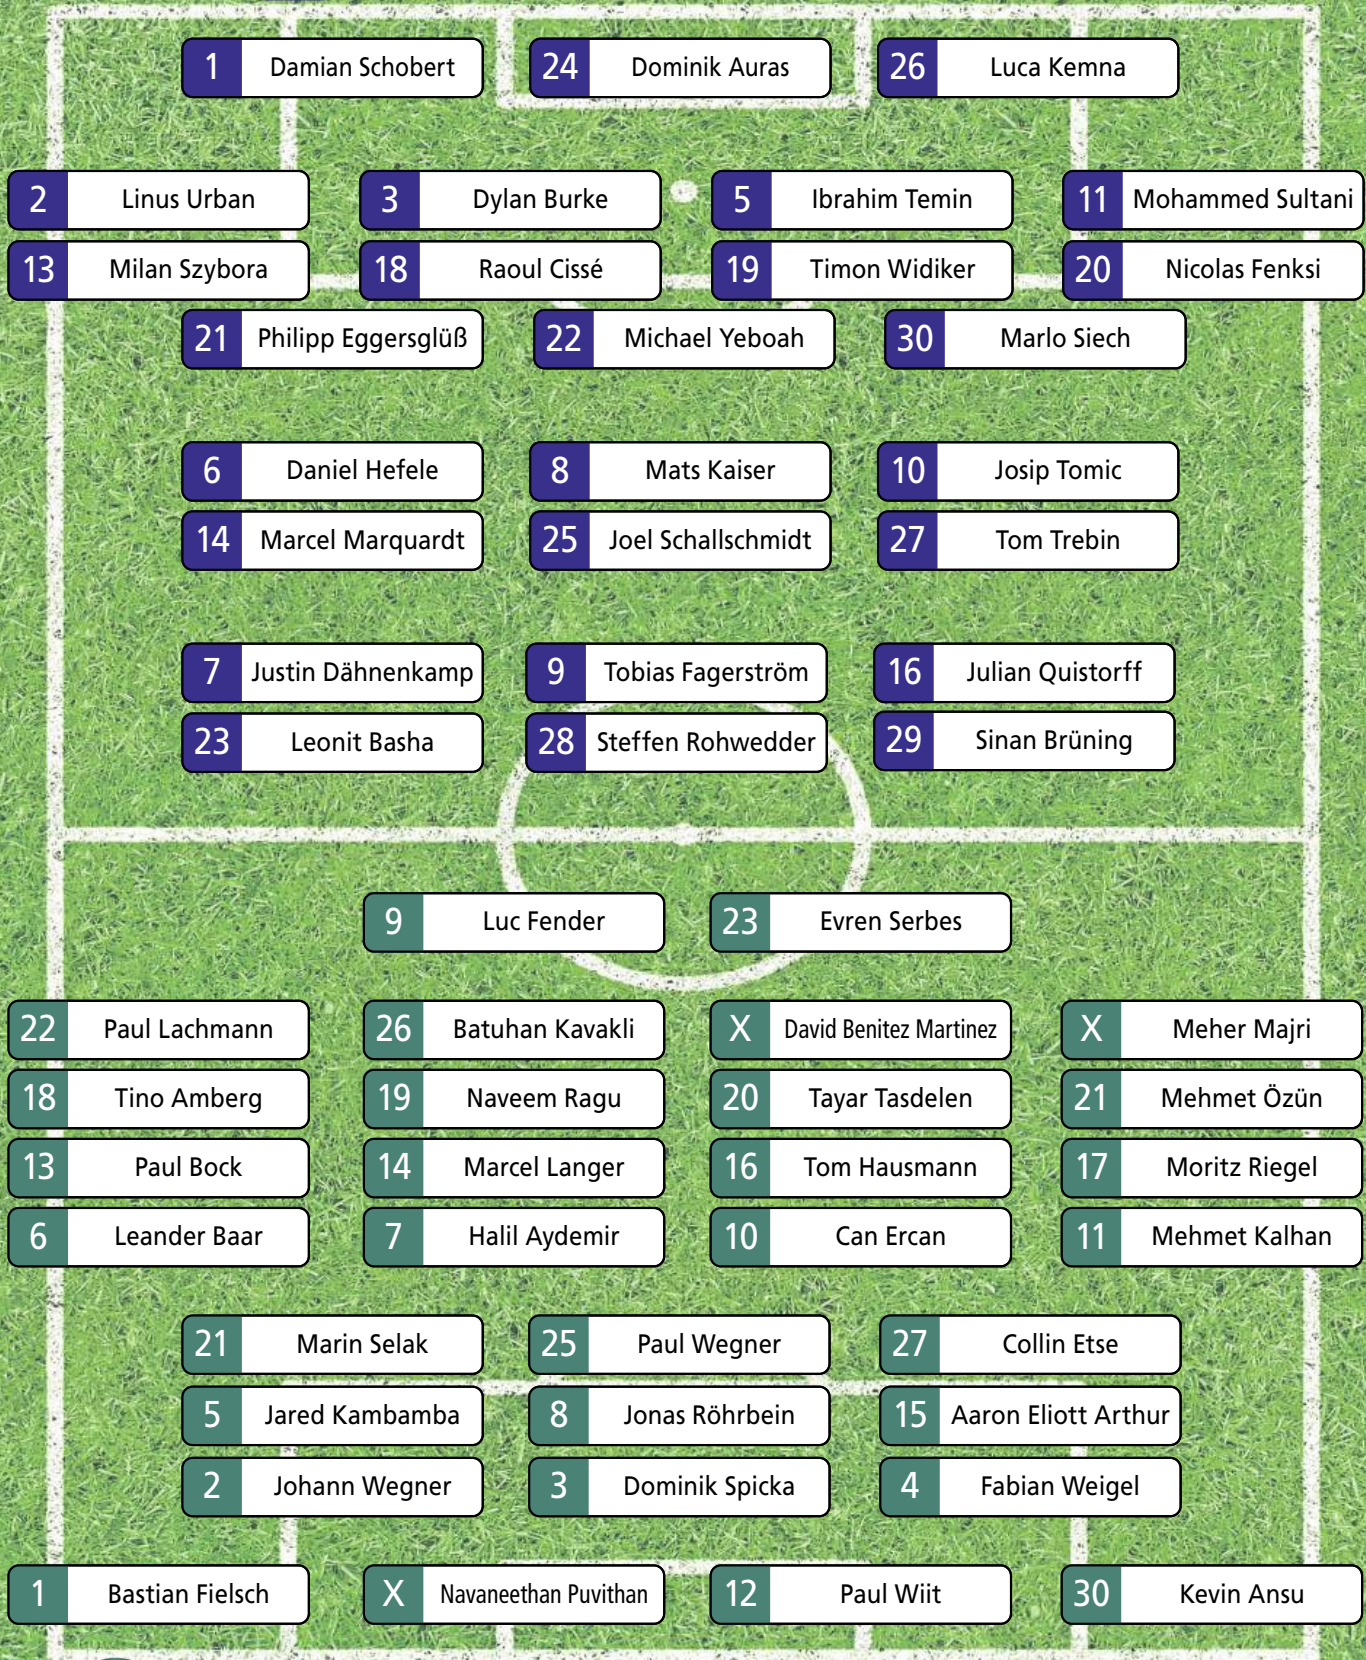 1 Damian Schobert 24 Dominik Auras 26 Luca Kemna
2 Linus Urban 3 Dylan Burke 5 Ibrahim Temin 11 Mohammed Sultani
13 Milan Szybora 18 Raoul Cissé 19 Timon Widiker 20 Nicolas Fenksi
21 Philipp Eggersglüß 22 Michael Yeboah 30 Marlo Siech
6 Daniel Hefele 8 Mats Kaiser 10 Josip Tomic
14 Marcel Marquardt 25 Joel Schallschmidt 27 Tom Trebin
7 Justin Dähnenkamp 9 Tobias Fagerström 16 Julian Quistorff
23 Leonit Basha 28 Steffen Rohwedder 29 Sinan Brüning
9 Luc Fender 23 Evren Serbes
22 Paul Lachmann 26 Batuhan Kavakli X David Benitez Martinez X Meher Majri
18 Tino Amberg 19 Naveem Ragu 20 Tayar Tasdelen 21 Mehmet Özün
13 Paul Bock 14 Marcel Langer 16 Tom Hausmann 17 Moritz Riegel
6 Leander Baar 7 Halil Aydemir 10 Can Ercan 11 Mehmet Kalhan
21 Marin Selak 25 Paul Wegner 27 Collin Etse
5 Jared Kambamba 8 Jonas Röhrbein 15 Aaron Eliott Arthur
2 Johann Wegner 3 Dominik Spicka 4 Fabian Weigel
1 Bastian Fielsch X Navaneethan Puvithan 12 Paul Wiit 30 Kevin Ansu